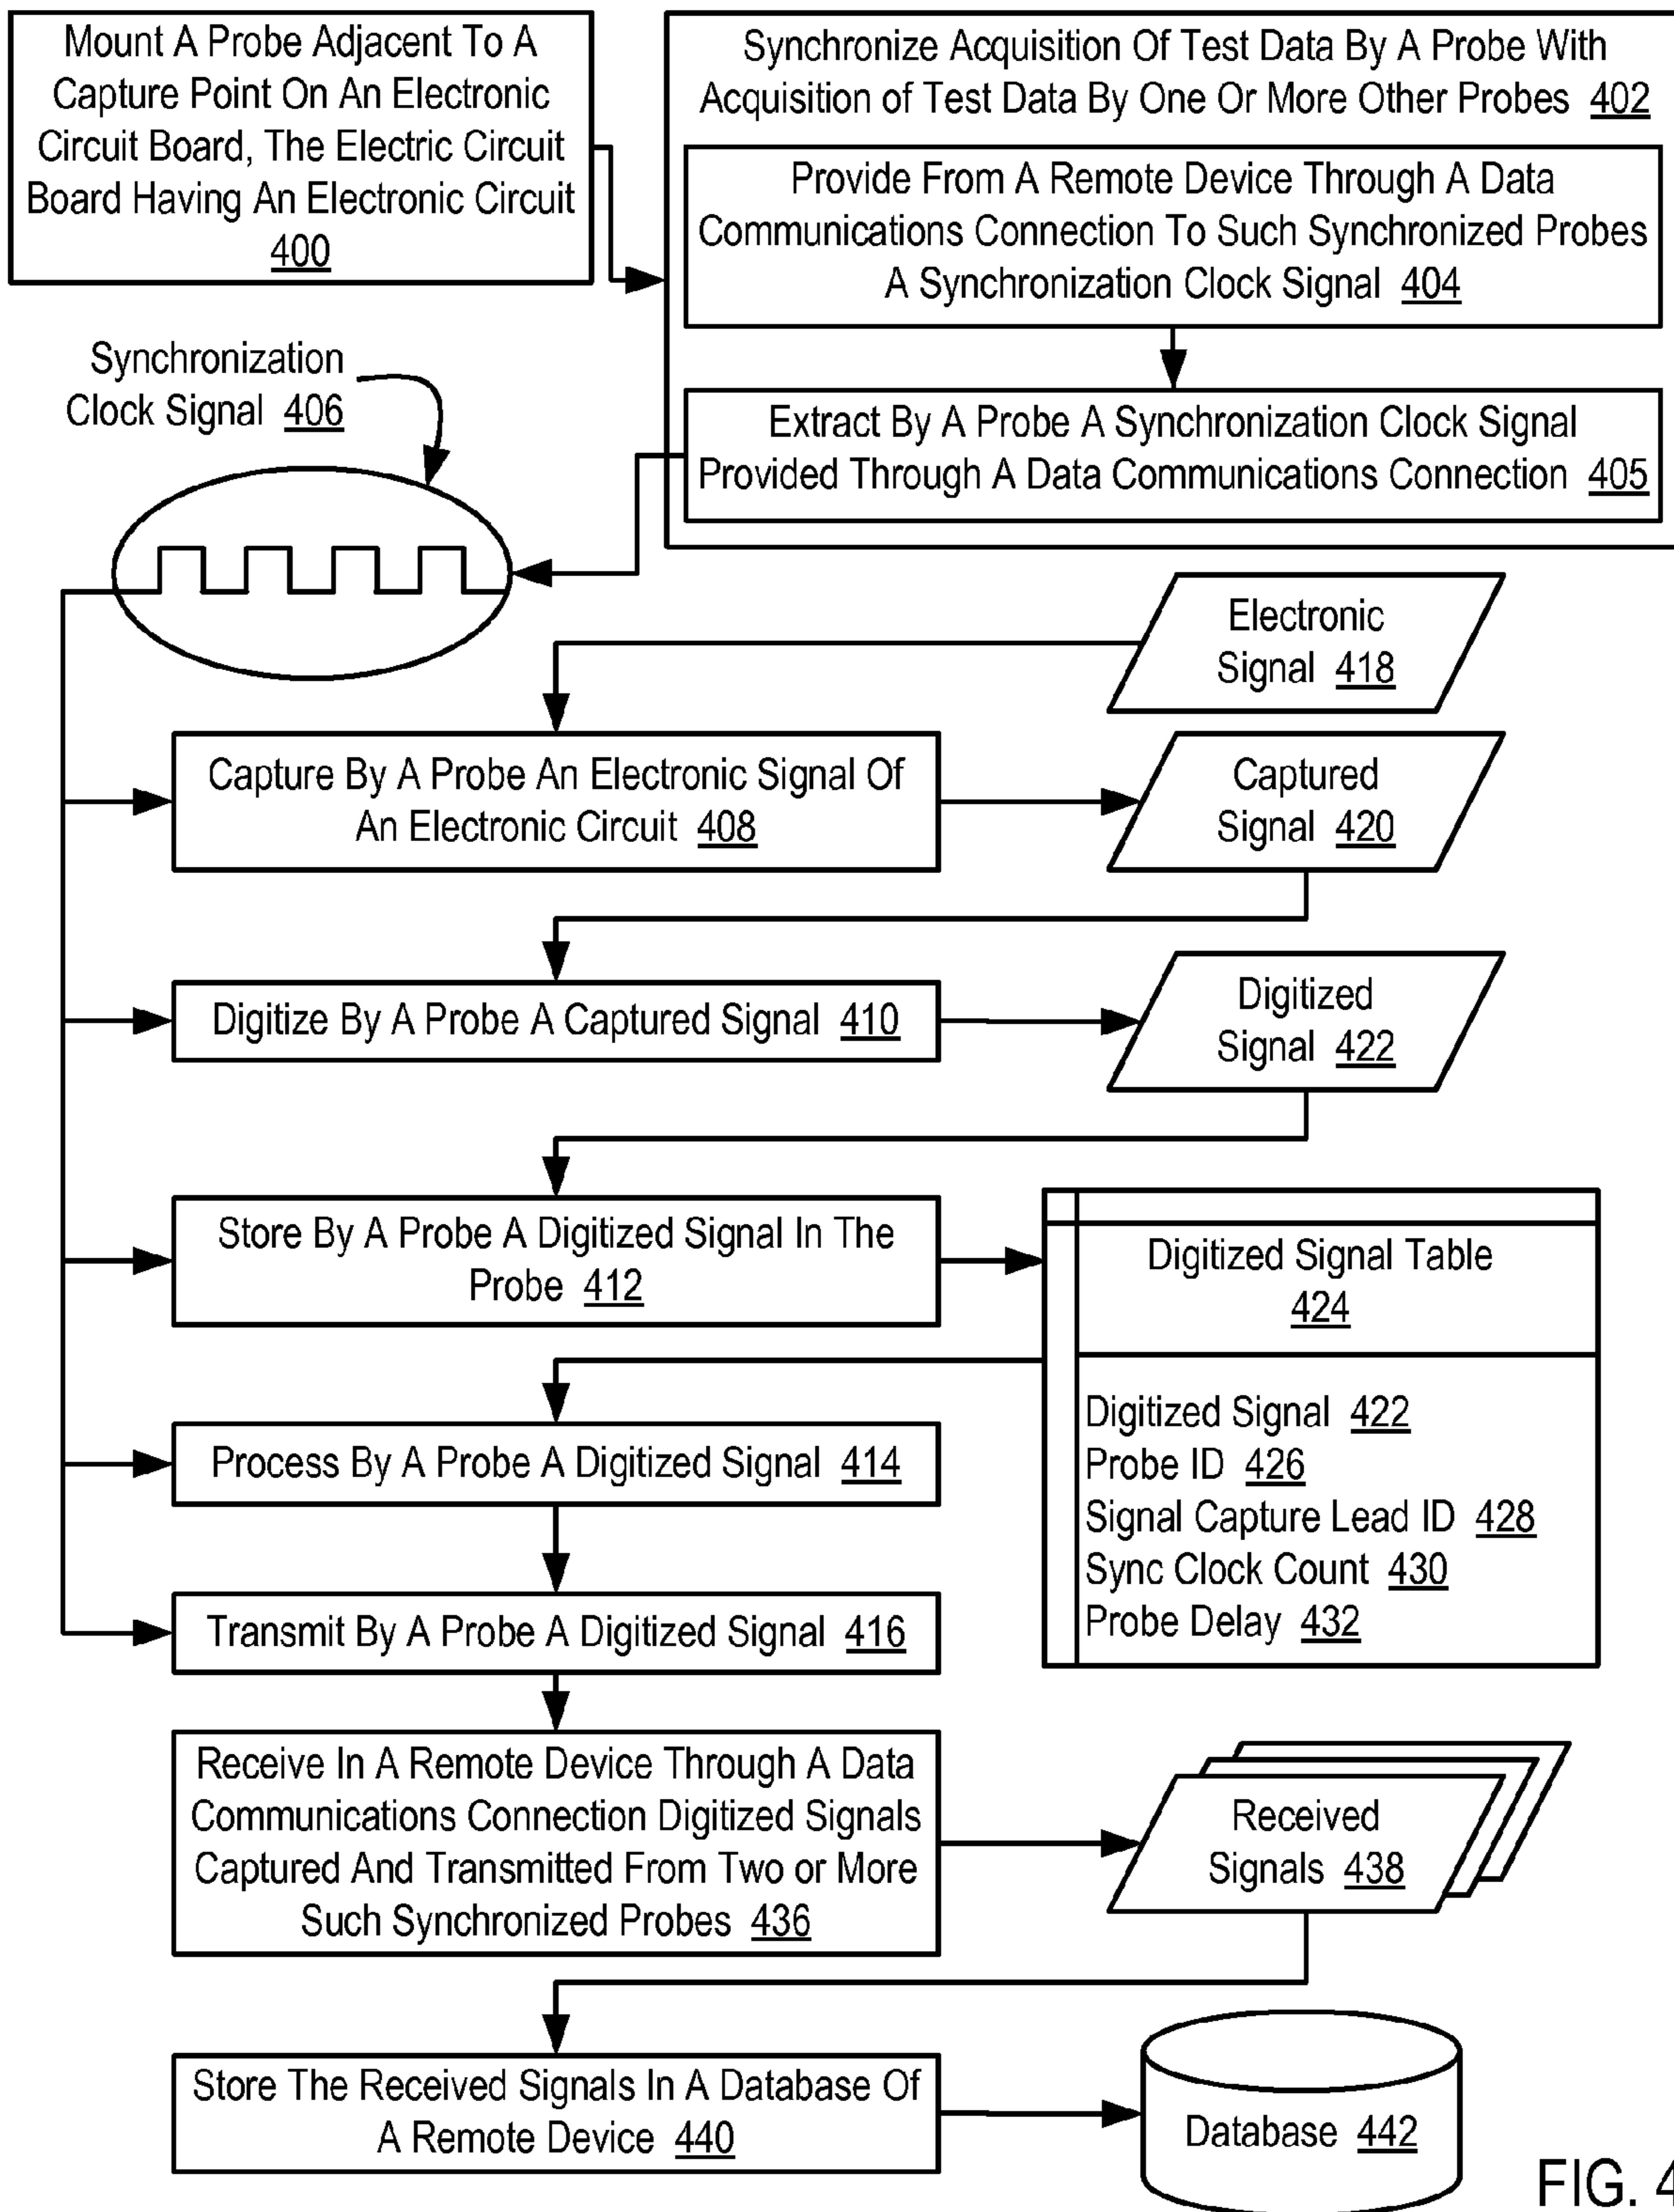 Mount A Probe Adjacent To A
Capture Point On An Electronic
Circuit Board, The Electric Circuit
Board Having An Electronic Circuit
400
Synchronize Acquisition Of Test Data By A Probe With
Acquisition of Test Data By One Or More Other Probes 402
Provide From A Remote Device Through A Data
Communications Connection To Such Synchronized Probes
A Synchronization Clock Signal 404
Extract By A Probe A Synchronization Clock Signal
Provided Through A Data Communications Connection 405
Synchronization
Clock Signal 406
Electronic
Signal 418
Capture By A Probe An Electronic Signal Of
An Electronic Circuit 408
Captured
Signal 420
Digitize By A Probe A Captured Signal 410
Digitized
Signal 422
Store By A Probe A Digitized Signal In The
Probe 412
Digitized Signal Table
424
Digitized Signal 422
Probe ID 426
Signal Capture Lead ID 428
Sync Clock Count 430
Probe Delay 432
Process By A Probe A Digitized Signal 414
Transmit By A Probe A Digitized Signal 416
Receive In A Remote Device Through A Data
Communications Connection Digitized Signals
Captured And Transmitted From Two or More
Such Synchronized Probes 436
Received
Signals 438
Store The Received Signals In A Database Of
A Remote Device 440
Database 442
FIG. 4